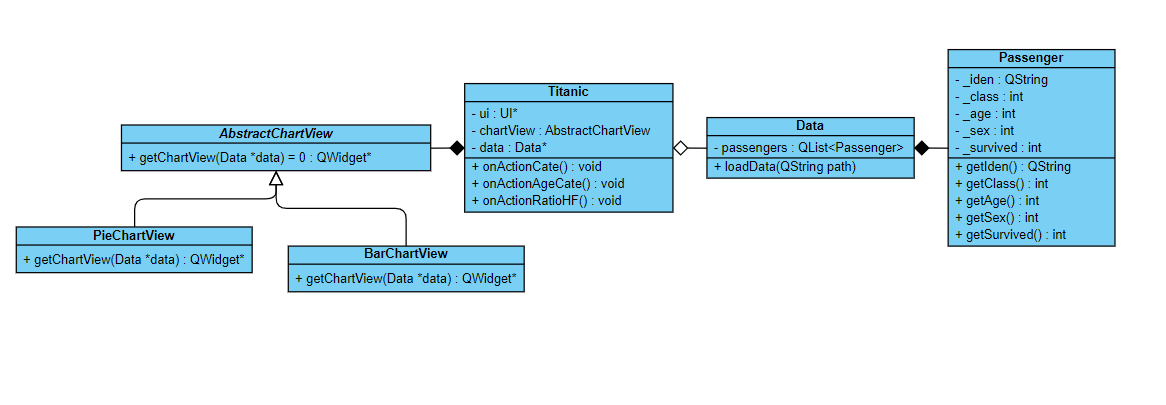 AbstractChartView
+ getChartView(Data *data) = 0 : QWidget*
PieChartView
+ getChartView(Data *data) : QWidget*
BarChartView
+ getChartView(Data *data) : QWidget*
Titanic
- ui : UI*
- chartView : AbstractChartView
- data : Data*
+ onActionCate() : void
+ onActionAgeCate() : void
+ onActionRatioHF() : void
Data
- passengers : QList<Passenger>
+ loadData(QString path)
Passenger
- _iden : QString
- _class : int
- _age : int
- _sex : int
- _survived : int
+ getIden() : QString
+ getClass() : int
+ getAge() : int
+ getSex() : int
+ getSurvived() : int